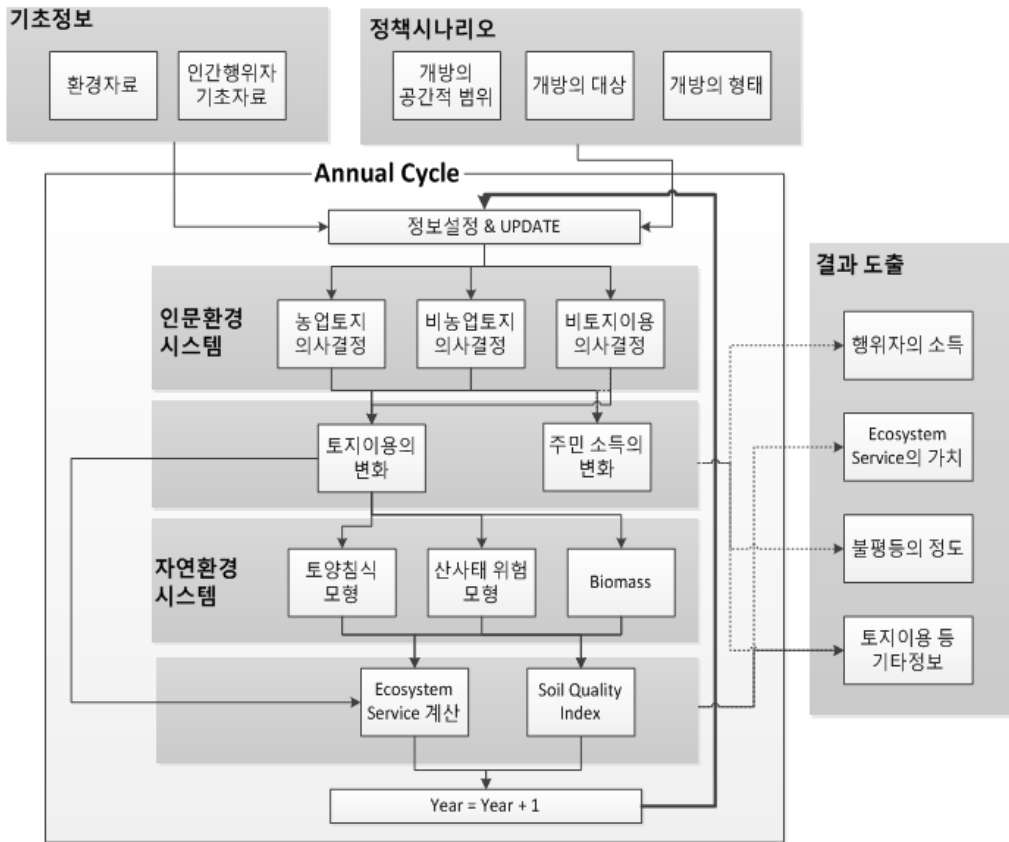 기초정보
환경자료
인간행위자
기초자료
정책시나리오
개방의
공간적 범위
개방의 대상
개방의 형태
Annual Cycle
정보설정 & UPDATE
인문환경
시스템
농업토지
의사결정
비농업토지
의사결정
비토지이용
의사결정
토지이용의
변화
주민 소득의
변화
자연환경
시스템
토양침식
모형
산사태 위험
모형
Biomass
Ecosystem
Service 계산
Soil Quality
Index
Year = Year + 1
결과 도출
행위자의 소득
Ecosystem
Service의 가치
불평등의 정도
토지이용 등
기타정보